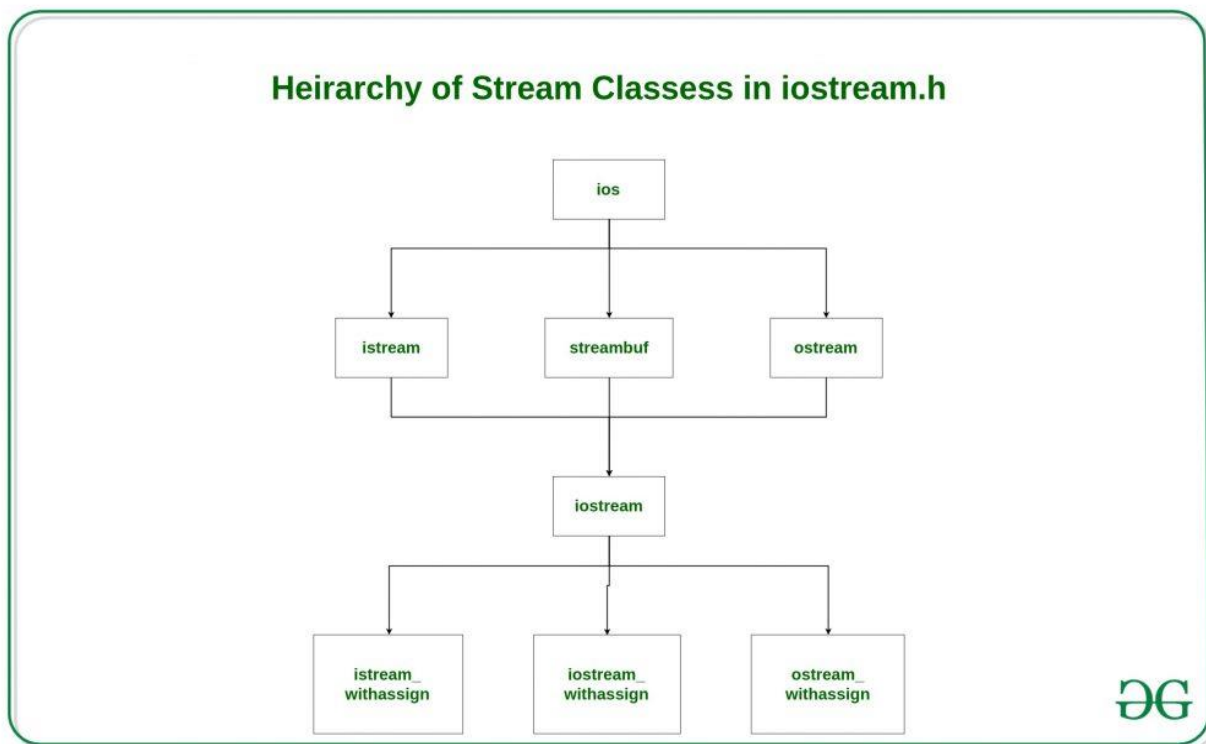 Heirarchy of Stream Classess in iostream.h
ios
istream
streambuf
ostream
iostream
istream_
withassign
iostream_
withassign
ostream_
withassign